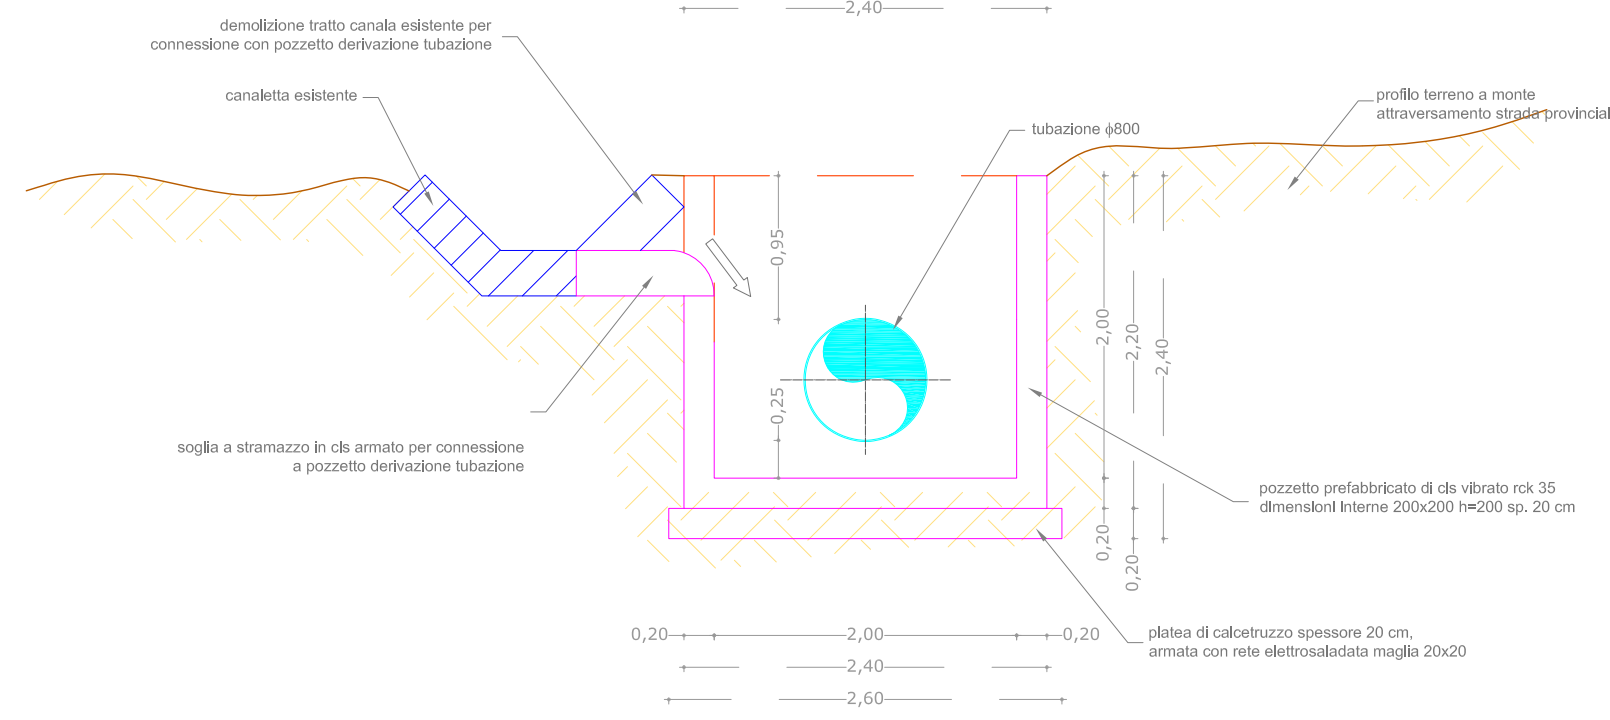 2,40
demolizione tratto canala esistente per
connessione con pozzetto derivazione tubazione
canaletta esistente
profilo terreno a monte
attraversamento strada provincial
tubazione ϕ800
0,95
2,00
2,20
2,40
0,25
soglia a stramazzo in cls armato per connessione
a pozzetto derivazione tubazione
pozzetto prefabbricato di cls vibrato rck 35
dimensioni interne 200x200 h=200 sp. 20 cm
0,20
0,20
0,20
2,00
0,20
platea di calcetruzzo spessore 20 cm,
armata con rete elettrosaladata maglia 20x20
2,40
2,60